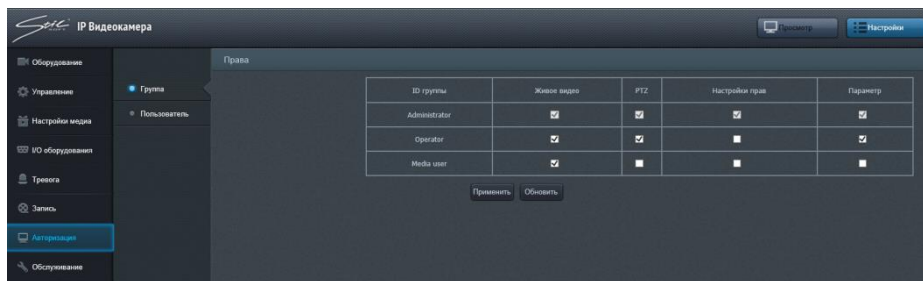 Stic IP Видеокамера
Просмотр
Настройки
Оборудование
Управление
Настройки медиа
I/O оборудования
Тревога
Запись
Авторизация
Обслуживание
Группа
Пользователь
Права
ID группы Живое видео PTZ Настройки прав Параметр
Administrator
Operator
Media user
Применить Обновить